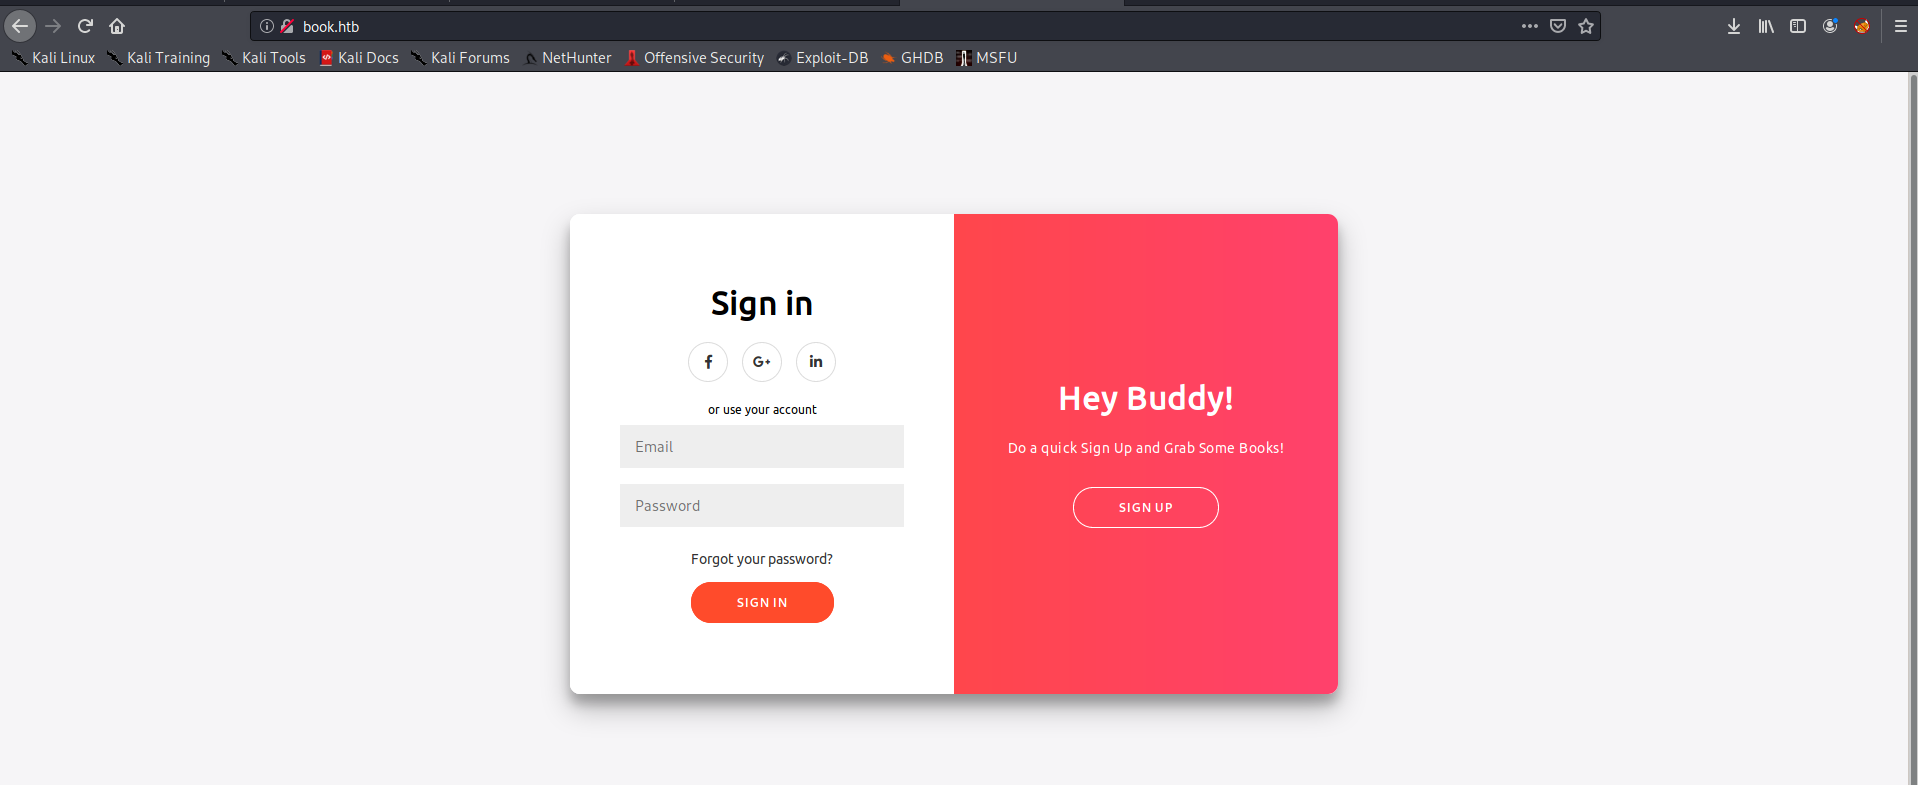 book.htb
Kali Linux Kali Training Kali Tools Kali Docs Kali Forums NetHunter Offensive Security Exploit-DB GHDB MSFU
Sign in
f G+ in
or use your account
Email
Password
Forgot your password?
SIGN IN
Hey Buddy!
Do a quick Sign Up and Grab Some Books!
SIGN UP